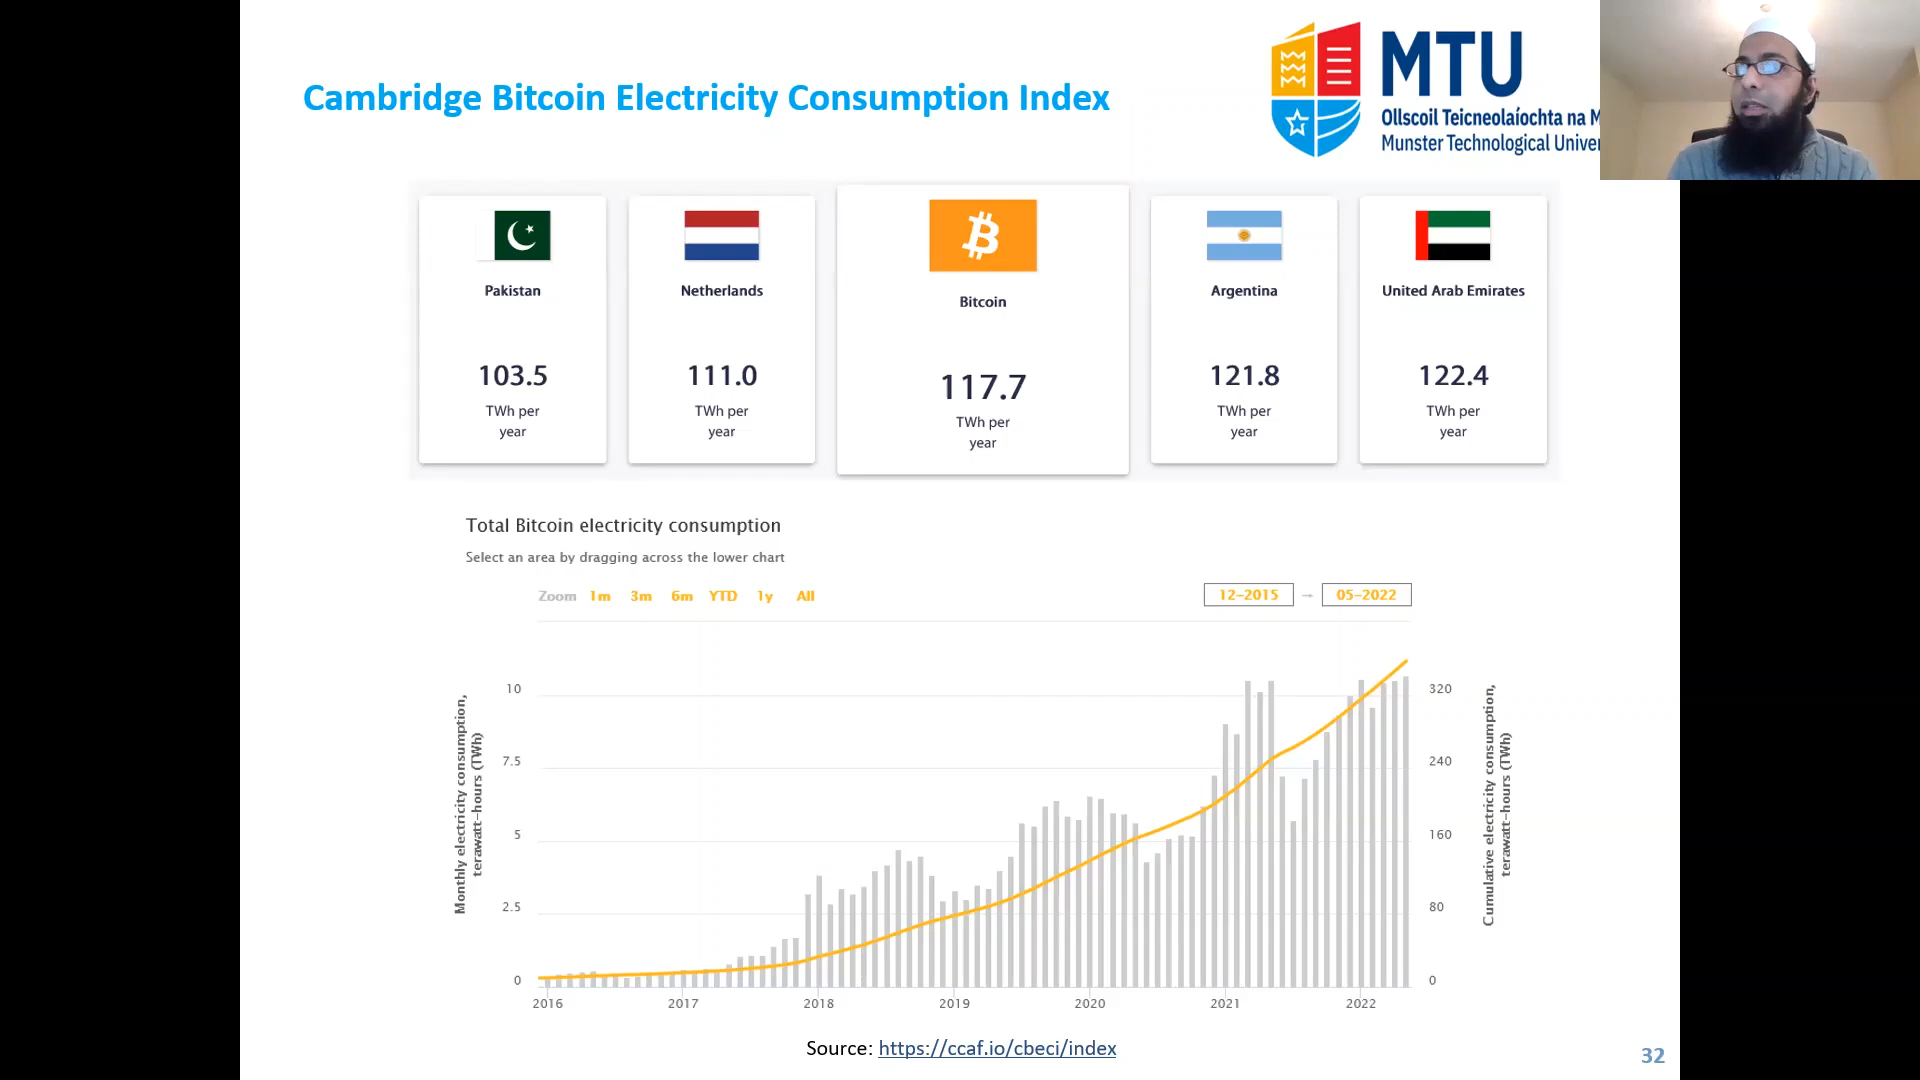 MTU
Ollscoil Teicneolaíochta na M
Munster Technological Univer
Cambridge Bitcoin Electricity Consumption Index
Pakistan
103.5
TWh per
year
Netherlands
111.0
TWh per
year
Bitcoin
117.7
TWh per
year
Argentina
121.8
TWh per
year
United Arab Emirates
122.4
TWh per
year
Total Bitcoin electricity consumption
Select an area by dragging across the lower chart
Zoom 1m 3m 6m YTD 1y All
12-2015 → 05-2022
Monthly electricity consumption,
terawatt-hours (TWh)
10
7.5
5
2.5
0
320
240
160
80
0
Cumulative electricity consumption,
terawatt-hours (TWh)
2016 2017 2018 2019 2020 2021 2022
Source: https://ccaf.io/cbeci/index
32